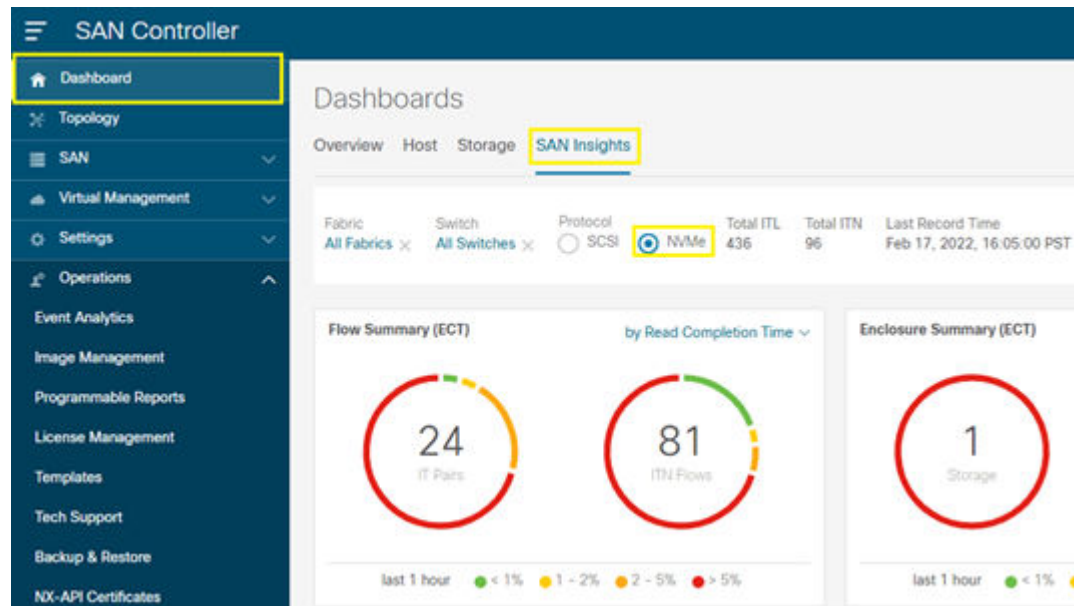 SAN Controller
Dashboard
Topology
SAN
Virtual Management
Settings
Operations
Event Analytics
Image Management
Programmable Reports
License Management
Templates
Tech Support
Backup & Restore
NX-API Certificates
Dashboards
Overview Host Storage SAN Insights
Fabric Switch Protocol Total ITL Total ITN Last Record Time
All Fabrics All Switches SCSI NVMe 436 96 Feb 17, 2022, 16:05:00 PST
Flow Summary (ECT) by Read Completion Time
24
IT Pairs
81
ITN Flows
last 1 hour < 1% 1 - 2% 2 - 5% > 5%
Enclosure Summary (ECT)
1
Storage
last 1 hour < 1%